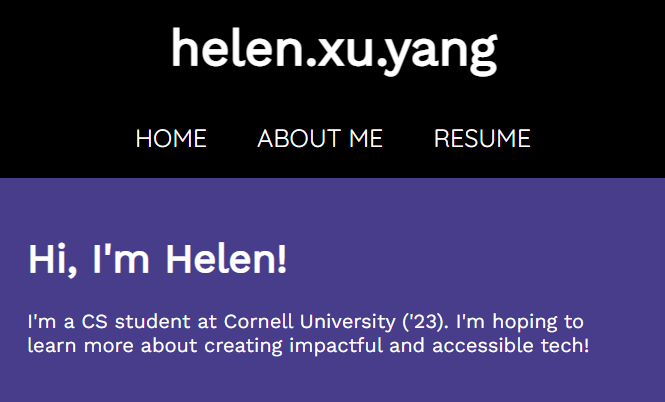 helen.xu.yang
HOME ABOUT ME RESUME
Hi, I'm Helen!
I'm a CS student at Cornell University ('23). I'm hoping to
learn more about creating impactful and accessible tech!